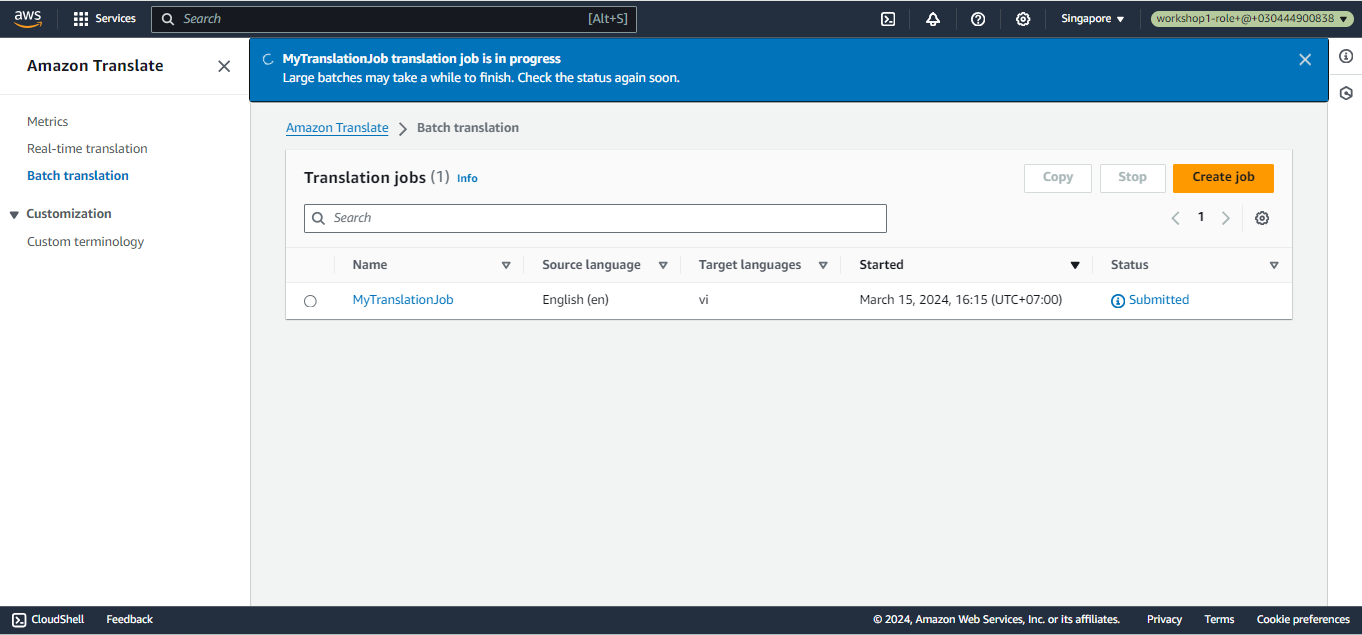 aws Services Search [Alt+S] Singapore workshop1-role+@+030444900838
Amazon Translate
Metrics
Real-time translation
Batch translation
Customization
Custom terminology
MyTranslationJob translation job is in progress
Large batches may take a while to finish. Check the status again soon.
Amazon Translate Batch translation
Translation jobs (1) Info Copy Stop Create job
Search 1
Name Source language Target languages Started Status
MyTranslationJob English (en) vi March 15, 2024, 16:15 (UTC+07:00) Submitted
CloudShell Feedback © 2024, Amazon Web Services, Inc. or its affiliates. Privacy Terms Cookie preferences